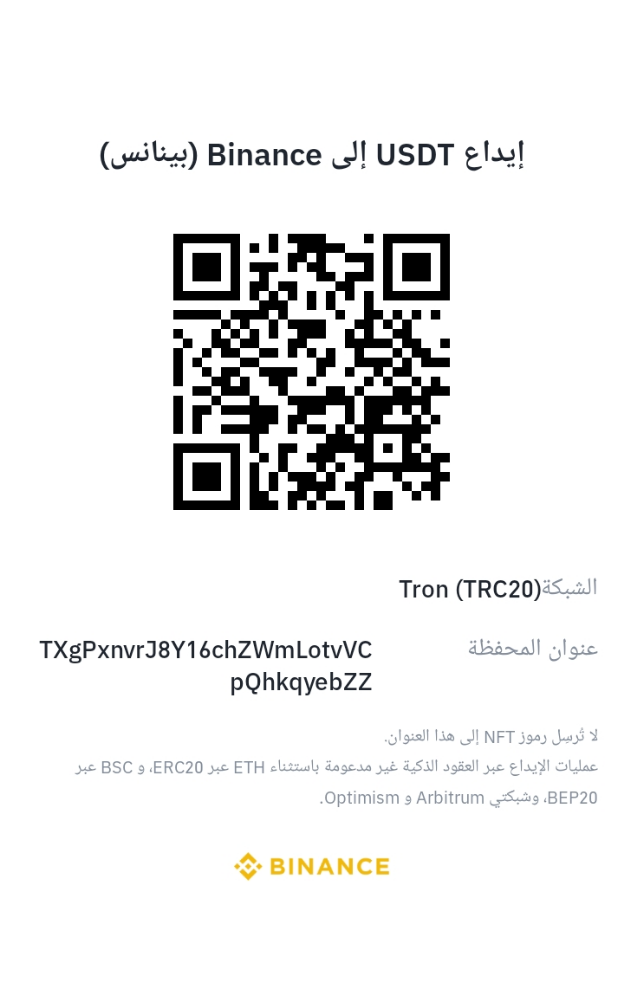 إيداع USDT إلى Binance (بينانس)
الشبكة Tron (TRC20)
عنوان المحفظة TXgPxnvrJ8Y16chZWmLotvVC
pQhkqyebZZ
لا تُرسِل رموز NFT إلى هذا العنوان.
عمليات الإيداع عبر العقود الذكية غير مدعومة باستثناء ETH عبر ERC20، و BSC عبر
BEP20، وشبكتي Arbitrum و Optimism.
BINANCE